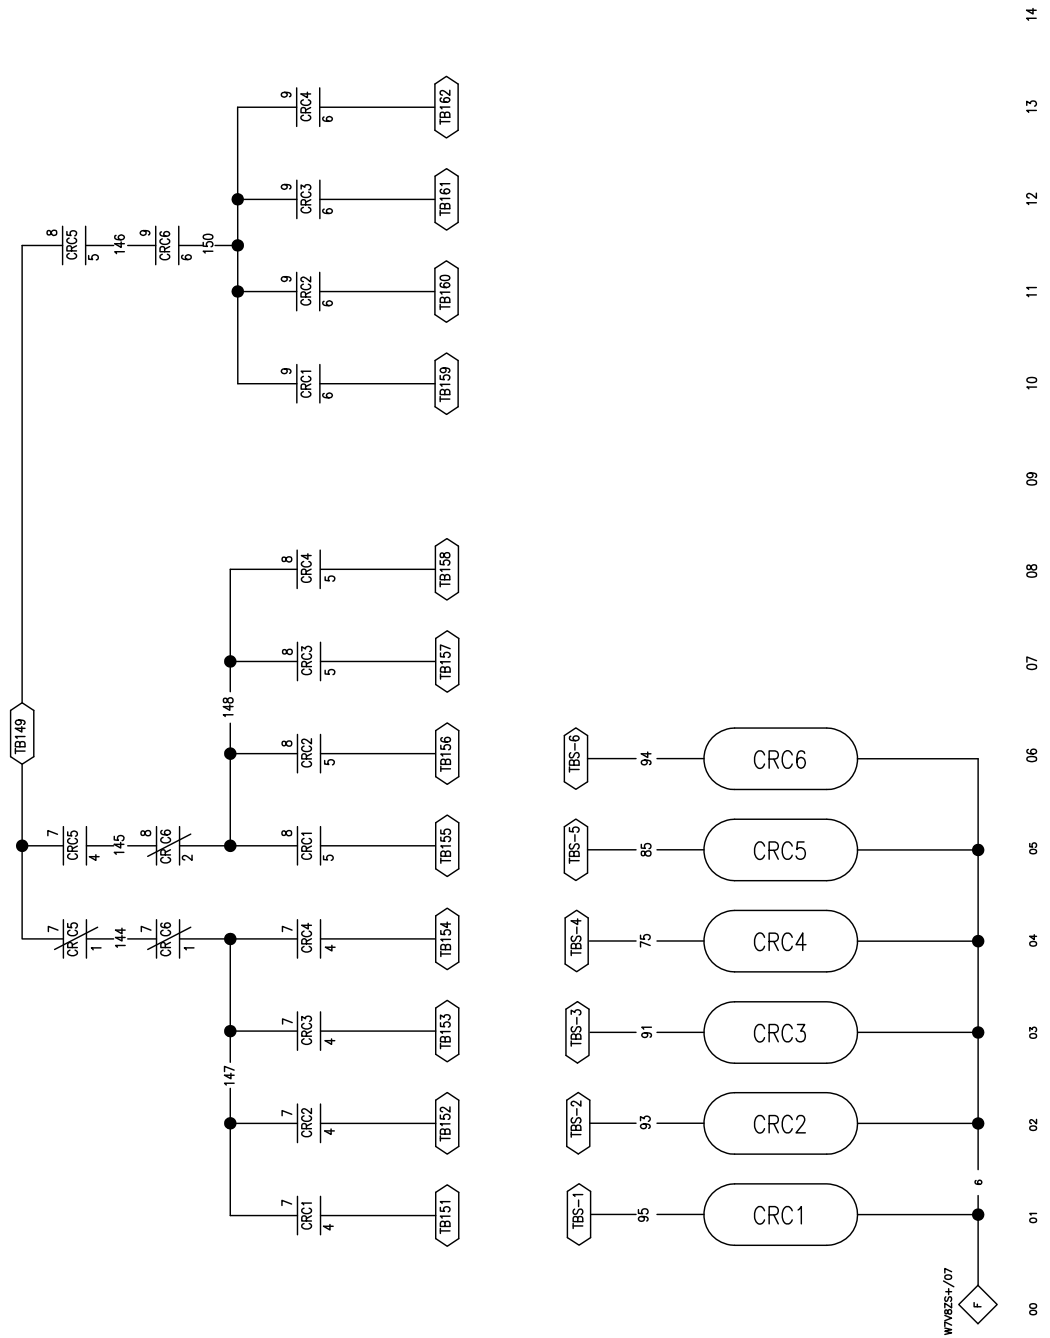 TB149
7
CRC5
1
144
7
CRC6
1
7
CRC5
4
145
8
CRC6
2
8
CRC5
5
146
9
CRC6
6
150
147
148
7
CRC1
4
TB151
7
CRC2
4
TB152
7
CRC3
4
TB153
7
CRC4
4
TB154
8
CRC1
5
TB155
8
CRC2
5
TB156
8
CRC3
5
TB157
8
CRC4
5
TB158
9
CRC1
6
TB159
9
CRC2
6
TB160
9
CRC3
6
TB161
9
CRC4
6
TB162
TBS-1
95
CRC1
TBS-2
93
CRC2
TBS-3
91
CRC3
TBS-4
75
CRC4
TBS-5
85
CRC5
TBS-6
94
CRC6
W7V8ZS+/07
F
6
00
01
02
03
04
05
06
07
08
09
10
11
12
13
14